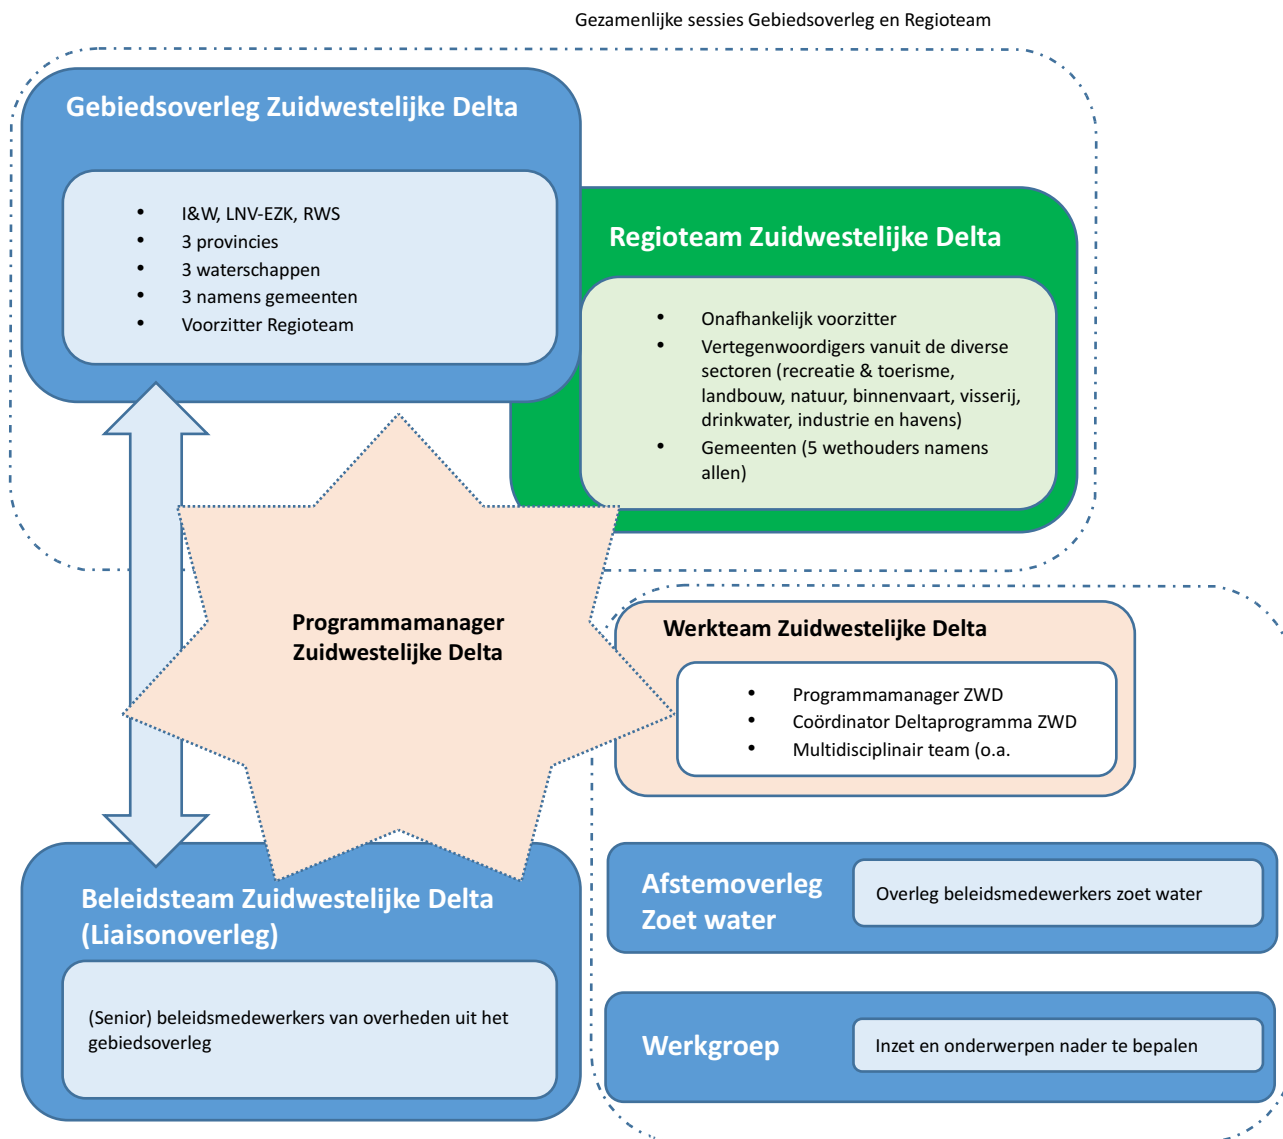 Gezamenlijke sessies Gebiedsoverleg en Regioteam
Gebiedsoverleg Zuidwestelijke Delta
• I&W, LNV-EZK, RWS
• 3 provincies
• 3 waterschappen
• 3 namens gemeenten
• Voorzitter Regioteam
Regioteam Zuidwestelijke Delta
• Onafhankelijk voorzitter
• Vertegenwoordigers vanuit de diverse
sectoren (recreatie & toerisme,
landbouw, natuur, binnenvaart, visserij,
drinkwater, industrie en havens)
• Gemeenten (5 wethouders namens
allen)
Programmamanager
Zuidwestelijke Delta
Werkteam Zuidwestelijke Delta
• Programmamanager ZWD
• Coördinator Deltaprogramma ZWD
• Multidisciplinair team (o.a.
Beleidsteam Zuidwestelijke Delta
(Liaisonoverleg)
(Senior) beleidsmedewerkers van overheden uit het
gebiedsoverleg
Afstemoverleg
Zoet water
Overleg beleidsmedewerkers zoet water
Werkgroep
Inzet en onderwerpen nader te bepalen